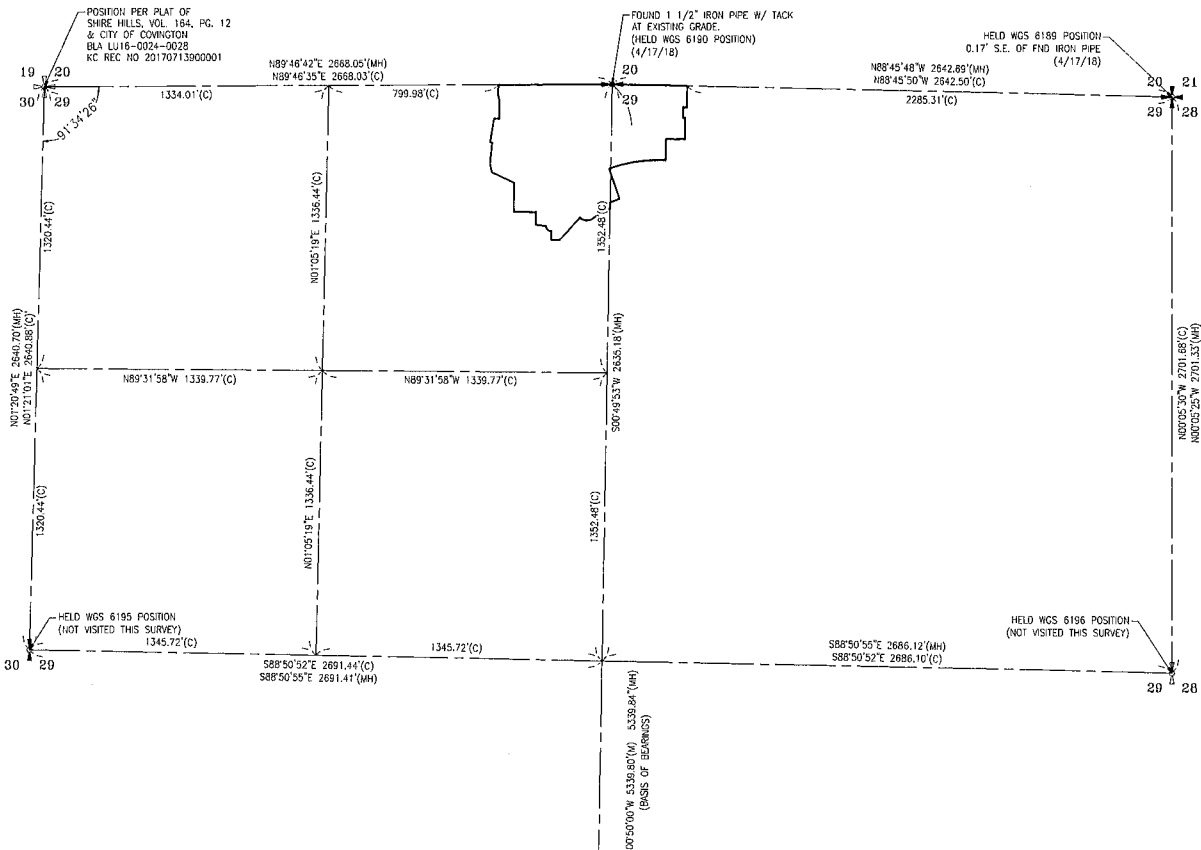 POSITION PER PLAT OF
SHIRE HILLS, VOL. 164, PG. 12
& CITY OF COVINGTON
BLA LU16-0024-0028
KC REC NO 20170713900001
FOUND 1 1/2" IRON PIPE W/ TACK
AT EXISTING GRADE.
(HELD WGS 6190 POSITION)
(4/17/18)
HELD WGS 6189 POSITION
0.17' S.E. OF FND IRON PIPE
(4/17/18)
19 20
30 29
91°34'26"
N89°46'42"E 2668.05'(MH)
N89°46'35"E 2668.03'(C)
1334.01'(C)
799.98'(C)
20
29
N88°45'48"W 2642.69'(MH)
N88°45'50"W 2642.50'(C)
2285.31'(C)
20 21
29 28
1320.44'(C)
N01°05'19"E 1336.44'(C)
1352.48'(C)
N01°20'49"E 2640.70'(MH)
N01°21'01"E 2640.88'(C)
N89°31'58"W 1339.77'(C)
N89°31'58"W 1339.77'(C)
S00°49'53"W 2635.18'(MH)
N00°05'30"W 2701.68'(C)
N00°05'25"W 2701.33'(MH)
1320.44'(C)
N01°05'19"E 1336.44'(C)
1352.48'(C)
HELD WGS 6195 POSITION
(NOT VISITED THIS SURVEY)
1345.72'(C)
1345.72'(C)
30 29
S88°50'52"E 2691.44'(C)
S88°50'55"E 2691.41'(MH)
S88°50'55"E 2686.12'(MH)
S88°50'52"E 2686.10'(C)
HELD WGS 6196 POSITION
(NOT VISITED THIS SURVEY)
29 28
00°50'00"W 5339.80'(M) 5339.84'(MH)
(BASIS OF BEARINGS)